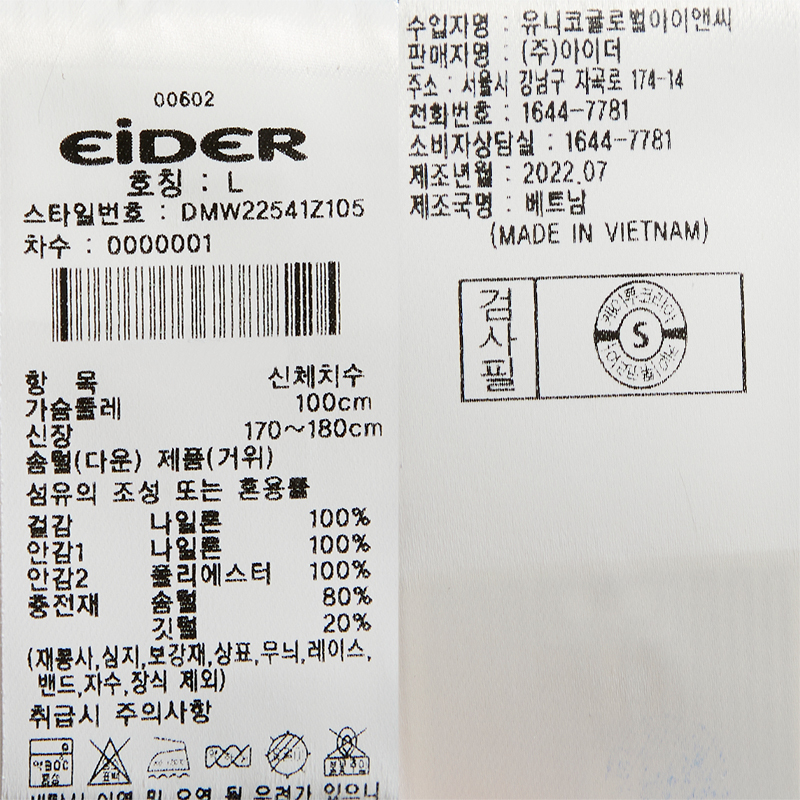 00602
EiDER
호칭 : L
스타일번호 : DMW22541Z105
차수 : 0000001
항 목 신체치수
가슴둘레 100cm
신장 170~180cm
솜털(다운) 제품(거위)
섬유의 조성 또는 혼용률
겉감 나일론 100%
안감1 나일론 100%
안감2 폴리에스터 100%
충전재 솜털 80%
깃털 20%
(재봉사,심지,보강재,상표,무늬,레이스,
밴드,자수,장식 제외)
취급시 주의사항
약30℃
중성
표백
수입자명 : 유니코글로벌아이앤씨
판매자명 : (주)아이더
주소 : 서울시 강남구 자곡로 174-14
전화번호 : 1644-7781
소비자상담실 : 1644-7781
제조년월 : 2022.07
제조국명 : 베트남
(MADE IN VIETNAM)
검사필
S